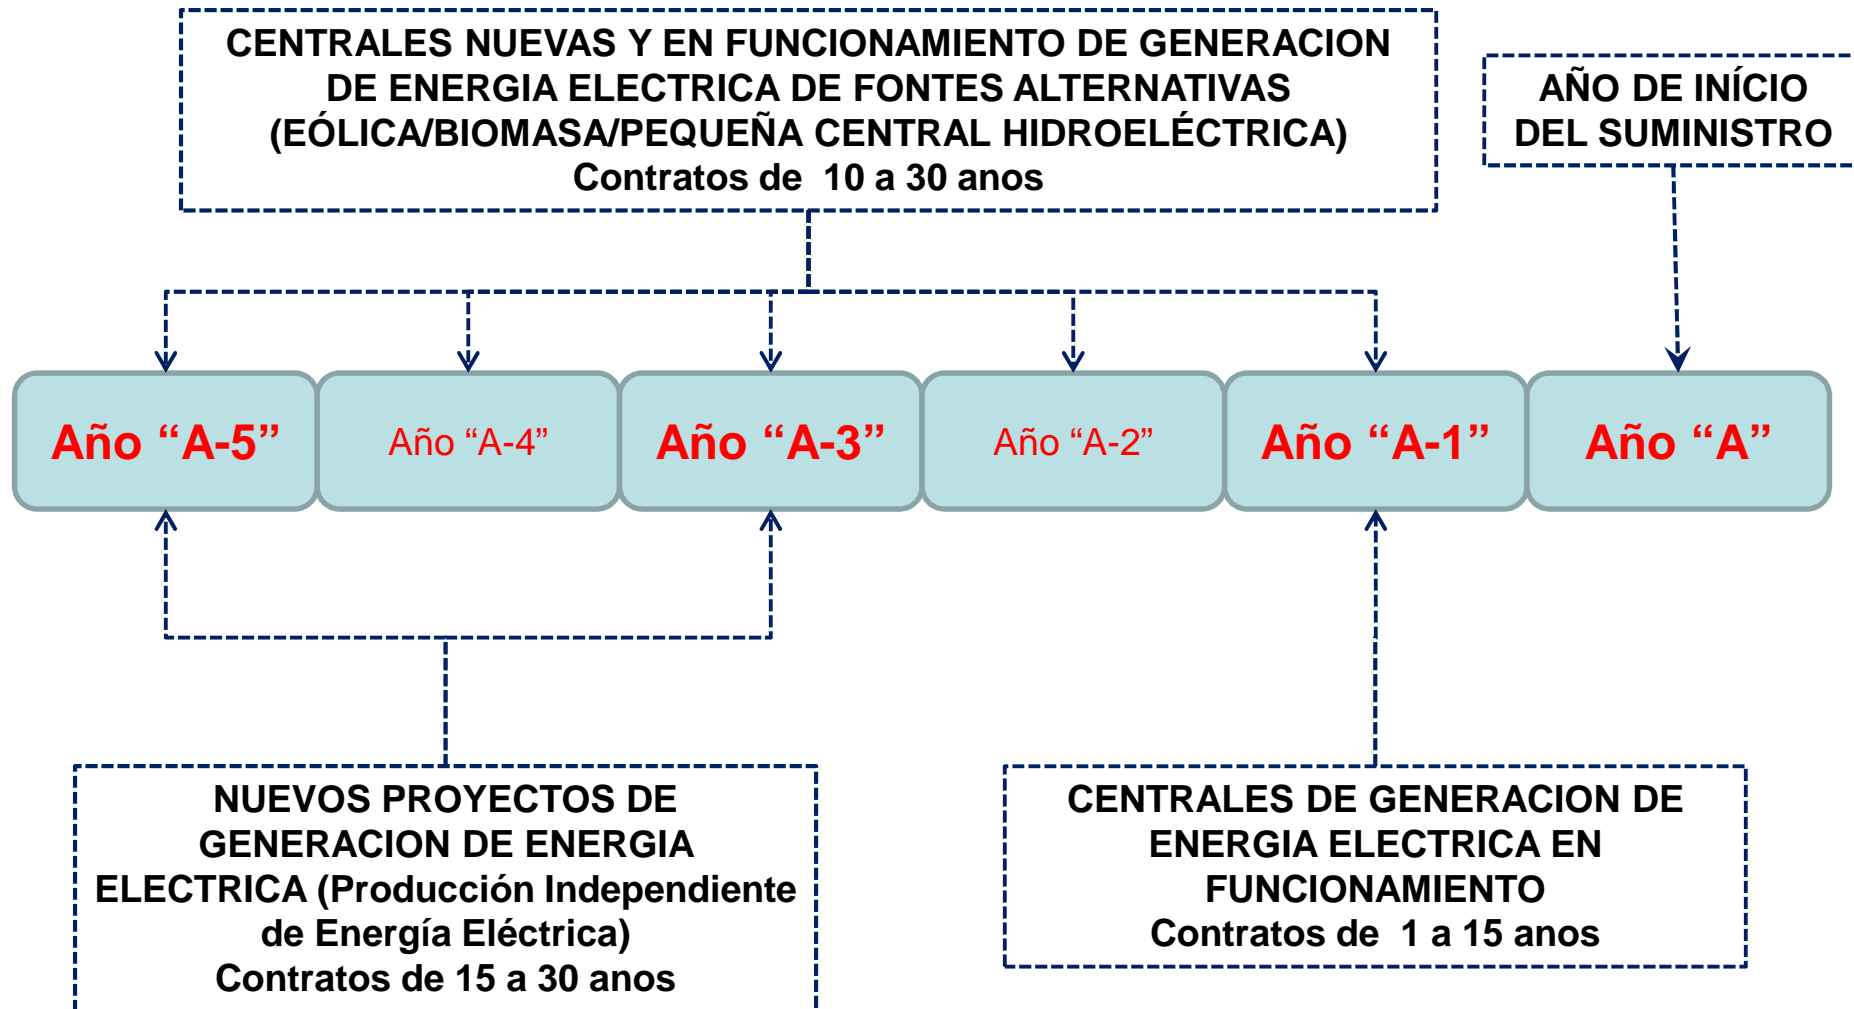 CENTRALES NUEVAS Y EN FUNCIONAMIENTO DE GENERACION
DE ENERGIA ELECTRICA DE FONTES ALTERNATIVAS
(EÓLICA/BIOMASA/PEQUEÑA CENTRAL HIDROELÉCTRICA)
Contratos de 10 a 30 anos
AÑO DE INÍCIO
DEL SUMINISTRO
Año “A-5”
Año “A-4”
Año “A-3”
Año “A-2”
Año “A-1”
Año “A”
NUEVOS PROYECTOS DE
GENERACION DE ENERGIA
ELECTRICA (Producción Independiente
de Energía Eléctrica)
Contratos de 15 a 30 anos
CENTRALES DE GENERACION DE
ENERGIA ELECTRICA EN
FUNCIONAMIENTO
Contratos de 1 a 15 anos